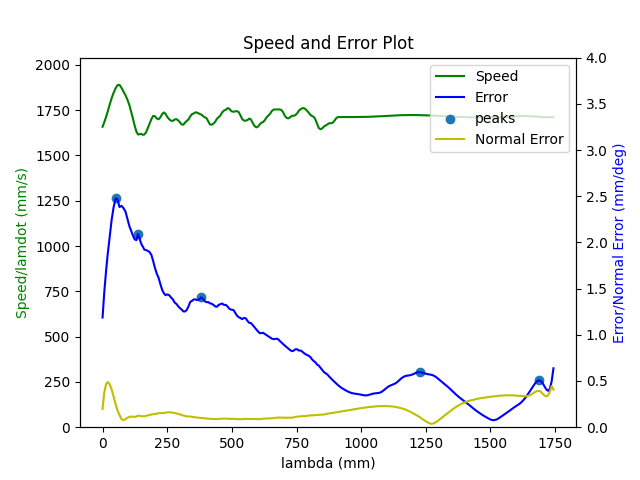 Speed and Error Plot
Speed
Error
peaks
Normal Error
2000
1750
1500
1250
1000
750
500
250
0
Speed/lamdot (mm/s)
4.0
3.5
3.0
2.5
2.0
1.5
1.0
0.5
0.0
Error/Normal Error (mm/deg)
0 250 500 750 1000 1250 1500 1750
lambda (mm)